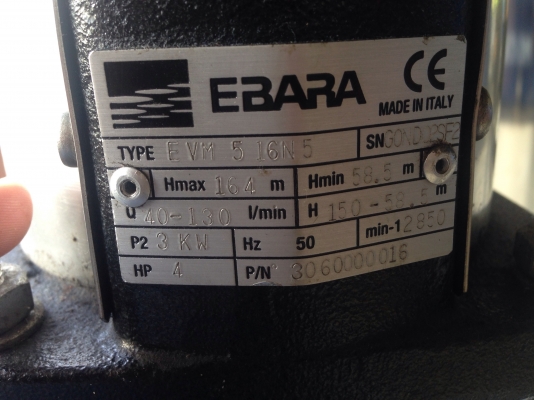 EBARA CE
MADE IN ITALY
TYPE EVM 5 16N5 SN
Hmax 164 m Hmin 58.5 m
Q 40-130 l/min H 150-58.5 m
P2 3 KW Hz 50 min-1 2850
HP 4 P/N° 3060000016